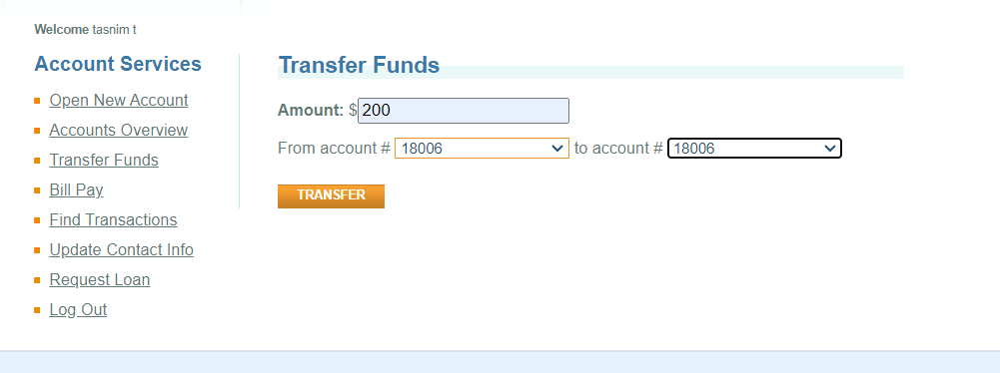 Welcome tasnim t
Account Services
Open New Account
Accounts Overview
Transfer Funds
Bill Pay
Find Transactions
Update Contact Info
Request Loan
Log Out
Transfer Funds
Amount: $200
From account # 18006 to account # 18006
TRANSFER